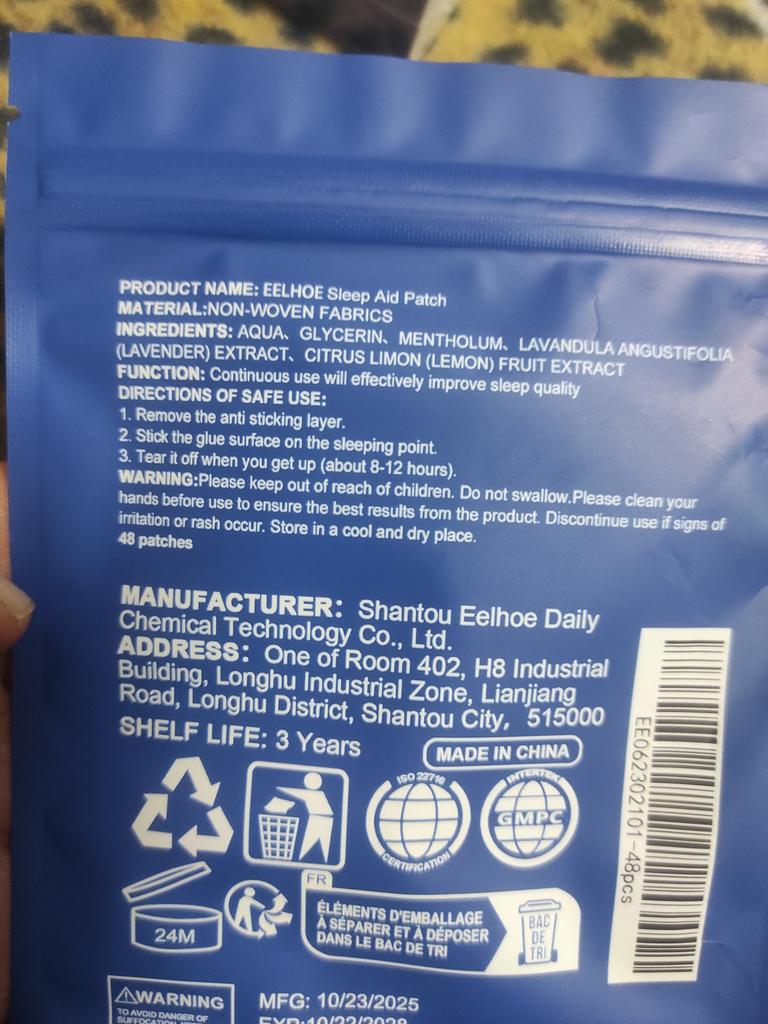 PRODUCT NAME: EELHOE Sleep Aid Patch
MATERIAL:NON-WOVEN FABRICS
INGREDIENTS: AQUA、GLYCERIN、MENTHOLUM、LAVANDULA ANGUSTIFOLIA
(LAVENDER) EXTRACT、CITRUS LIMON (LEMON) FRUIT EXTRACT
FUNCTION: Continuous use will effectively improve sleep quality
DIRECTIONS OF SAFE USE:
1. Remove the anti sticking layer.
2. Stick the glue surface on the sleeping point.
3. Tear it off when you get up (about 8-12 hours).
WARNING:Please keep out of reach of children. Do not swallow.Please clean your
hands before use to ensure the best results from the product. Discontinue use if signs of
irritation or rash occur. Store in a cool and dry place.
48 patches
MANUFACTURER: Shantou Eelhoe Daily
Chemical Technology Co., Ltd.
ADDRESS: One of Room 402, H8 Industrial
Building, Longhu Industrial Zone, Lianjiang
Road, Longhu District, Shantou City, 515000
SHELF LIFE: 3 Years
MADE IN CHINA
ISO 22716
CERTIFICATION
INTERTEK
GMPC
EE062302101-48pcs
24M
FR
ÉLÉMENTS D'EMBALLAGE
À SÉPARER ET À DÉPOSER
DANS LE BAC DE TRI
BAC
DE
TRI
WARNING
TO AVOID DANGER OF
MFG: 10/23/2025
EXP:10/22/2028